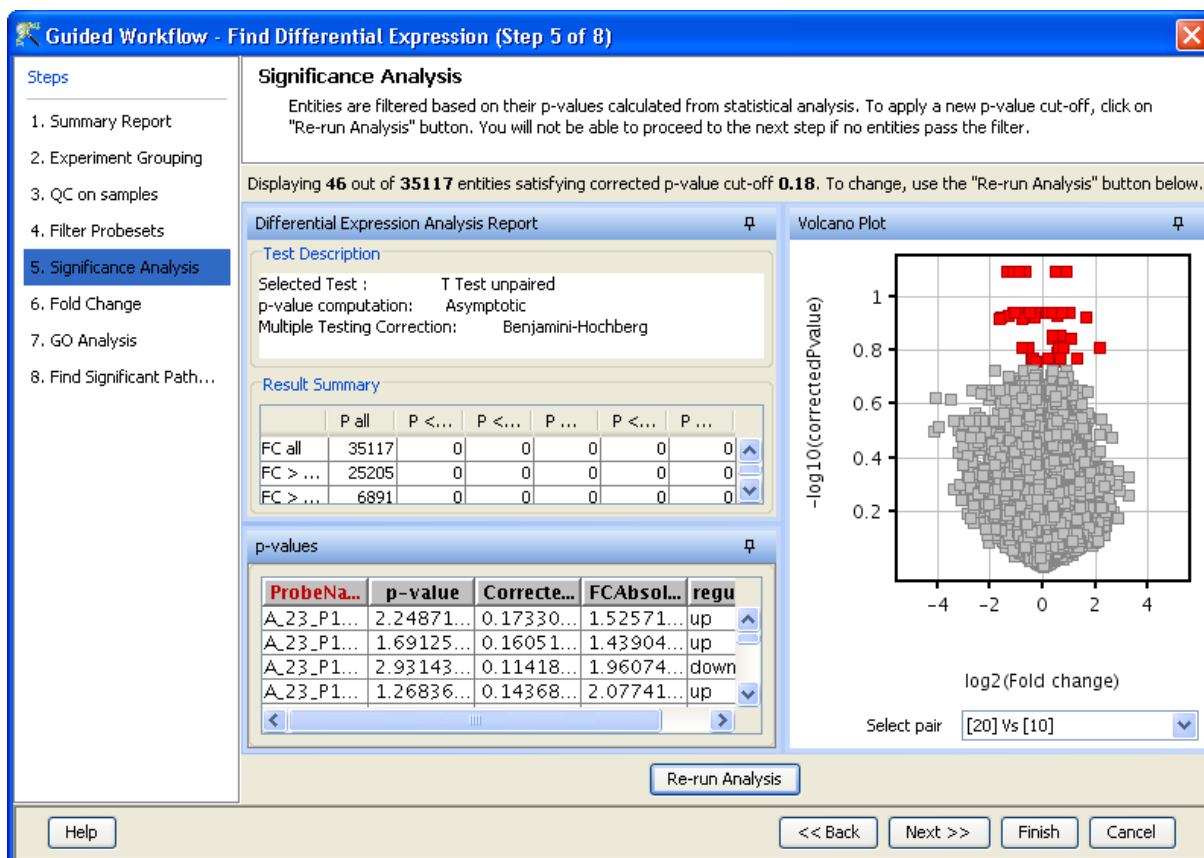 Guided Workflow - Find Differential Expression (Step 5 of 8)
Steps
1. Summary Report
2. Experiment Grouping
3. QC on samples
4. Filter Probesets
5. Significance Analysis
6. Fold Change
7. GO Analysis
8. Find Significant Path...
Significance Analysis
Entities are filtered based on their p-values calculated from statistical analysis. To apply a new p-value cut-off, click on
"Re-run Analysis" button. You will not be able to proceed to the next step if no entities pass the filter.
Displaying 46 out of 35117 entities satisfying corrected p-value cut-off 0.18. To change, use the "Re-run Analysis" button below.
Differential Expression Analysis Report
Test Description
Selected Test : T Test unpaired
p-value computation: Asymptotic
Multiple Testing Correction: Benjamini-Hochberg
Result Summary
P all P <... P <... P ... P <... P ...
FC all 35117 0 0 0 0 0
FC > ... 25205 0 0 0 0 0
FC > ... 6891 0 0 0 0 0
p-values
ProbeNa... p-value Correcte... FCAbsol... regu
A_23_P1... 2.24871... 0.17330... 1.52571... up
A_23_P1... 1.69125... 0.16051... 1.43904... up
A_23_P1... 2.93143... 0.11418... 1.96074... down
A_23_P1... 1.26836... 0.14368... 2.07741... up
Volcano Plot
-log10(correctedPvalue)
1
0.8
0.6
0.4
0.2
-4 -2 0 2 4
log2(Fold change)
Select pair [20] Vs [10]
Re-run Analysis
Help << Back Next >> Finish Cancel